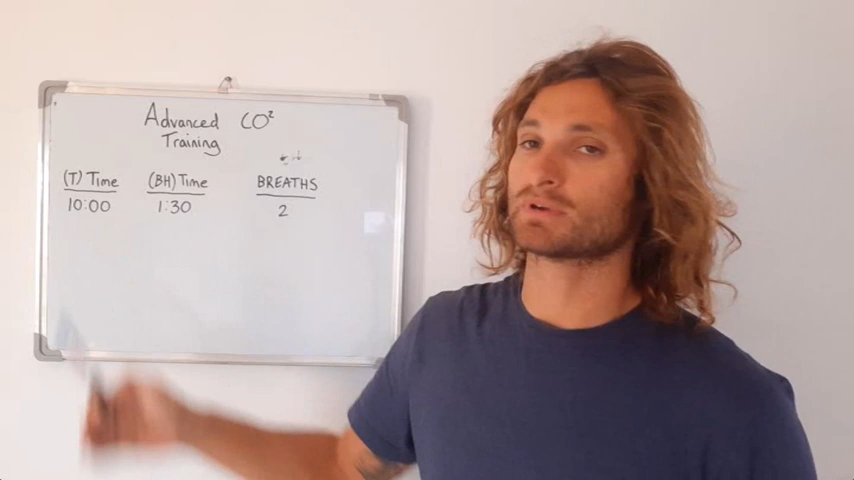 Advanced CO²
Training
(T) Time (BH) Time BREATHS
10:00 1:30 2